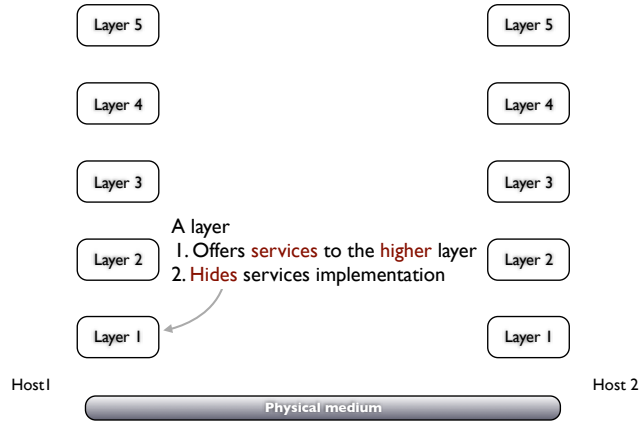 Layer 5 Layer 5
Layer 4 Layer 4
Layer 3 Layer 3
A layer
1. Offers services to the higher layer
Layer 2 Layer 2
2. Hides services implementation
Layer 1 Layer 1
Host1 Host 2
Physical medium